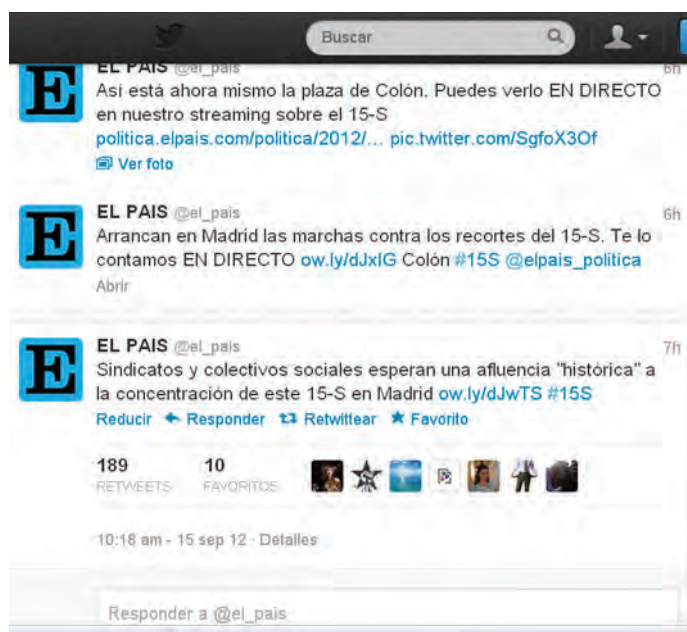 Buscar
EL PAIS @el_pais 6h
Así está ahora mismo la plaza de Colón. Puedes verlo EN DIRECTO
en nuestro streaming sobre el 15-S
politica.elpais.com/politica/2012/... pic.twitter.com/SgfoX3Of
Ver foto
E
EL PAIS @el_pais 6h
Arrancan en Madrid las marchas contra los recortes del 15-S. Te lo
contamos EN DIRECTO ow.ly/dJxIG Colón #15S @elpais_politica
Abrir
E
EL PAIS @el_pais 7h
Sindicatos y colectivos sociales esperan una afluencia "histórica" a
la concentración de este 15-S en Madrid ow.ly/dJwTS #15S
Reducir Responder Retwittear Favorito
E
189 10
RETWEETS FAVORITOS
10:18 am - 15 sep 12 · Detalles
Responder a @el_pais